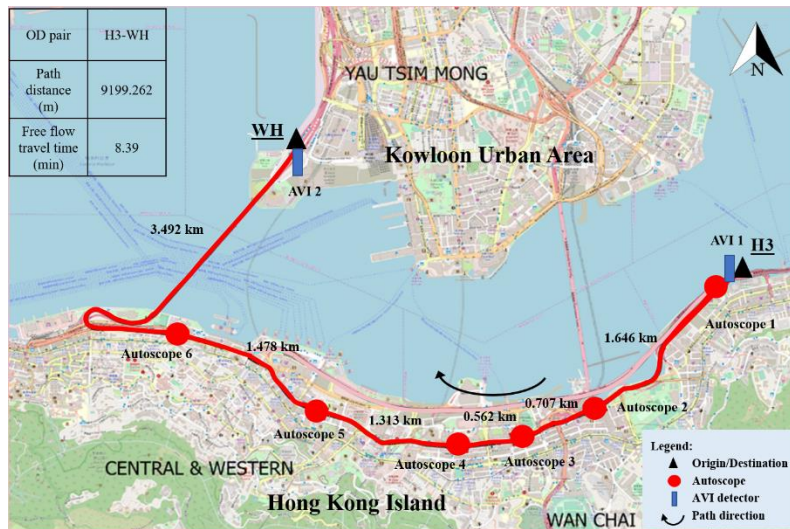 OD pair H3-WH
Path
distance
(m)
9199.262
Free flow
travel time
(min)
8.39
YAU TSIM MONG
N
WH
Kowloon Urban Area
AVI 2
3.492 km
AVI 1
H3
1.646 km
Autoscope 1
Autoscope 6
1.478 km
0.707 km
Autoscope 2
0.562 km
1.313 km
Autoscope 5
Autoscope 3
Autoscope 4
CENTRAL & WESTERN
Hong Kong Island
WAN CHAI
Legend:
Origin/Destination
Autoscope
AVI detector
Path direction